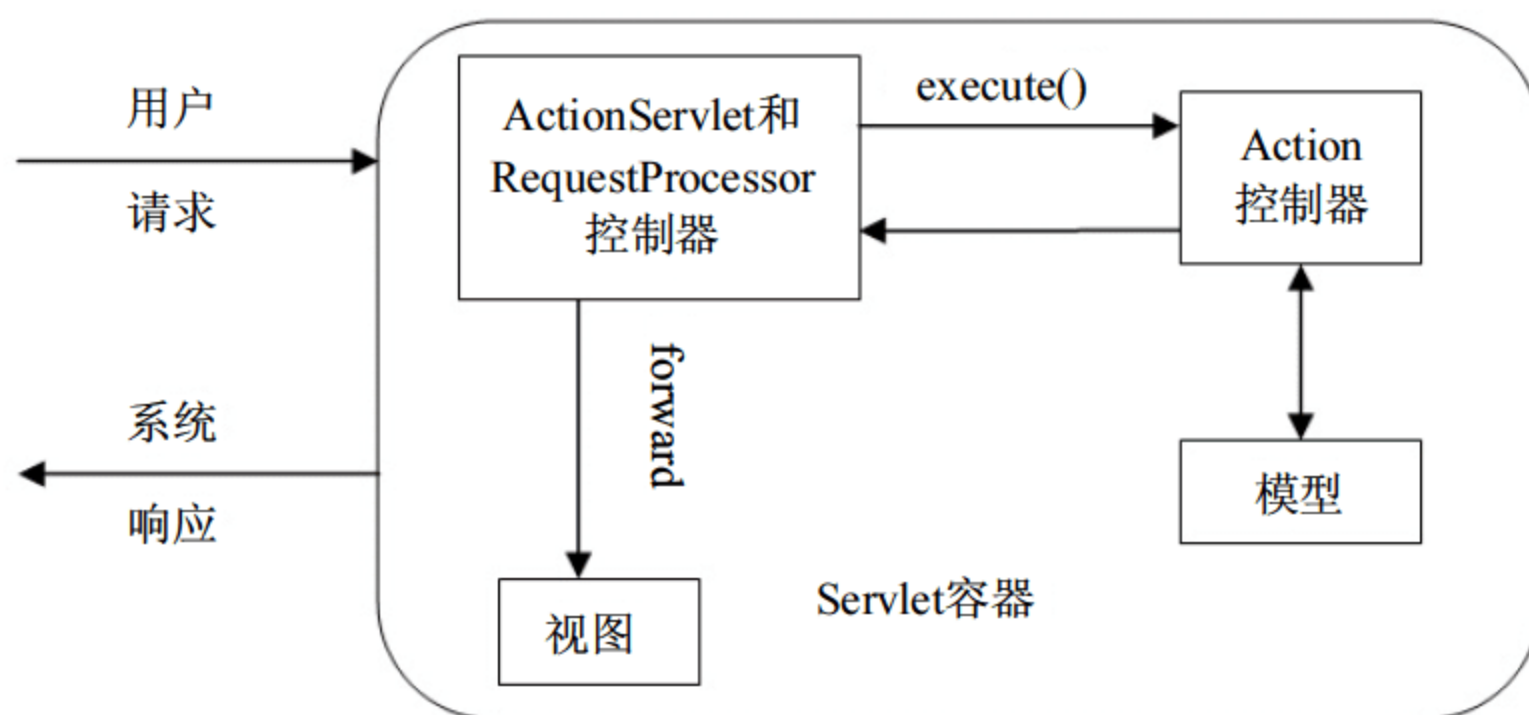 用户
请求
ActionServlet和
RequestProcessor
控制器
execute()
Action
控制器
forward
系统
响应
模型
视图
Servlet容器